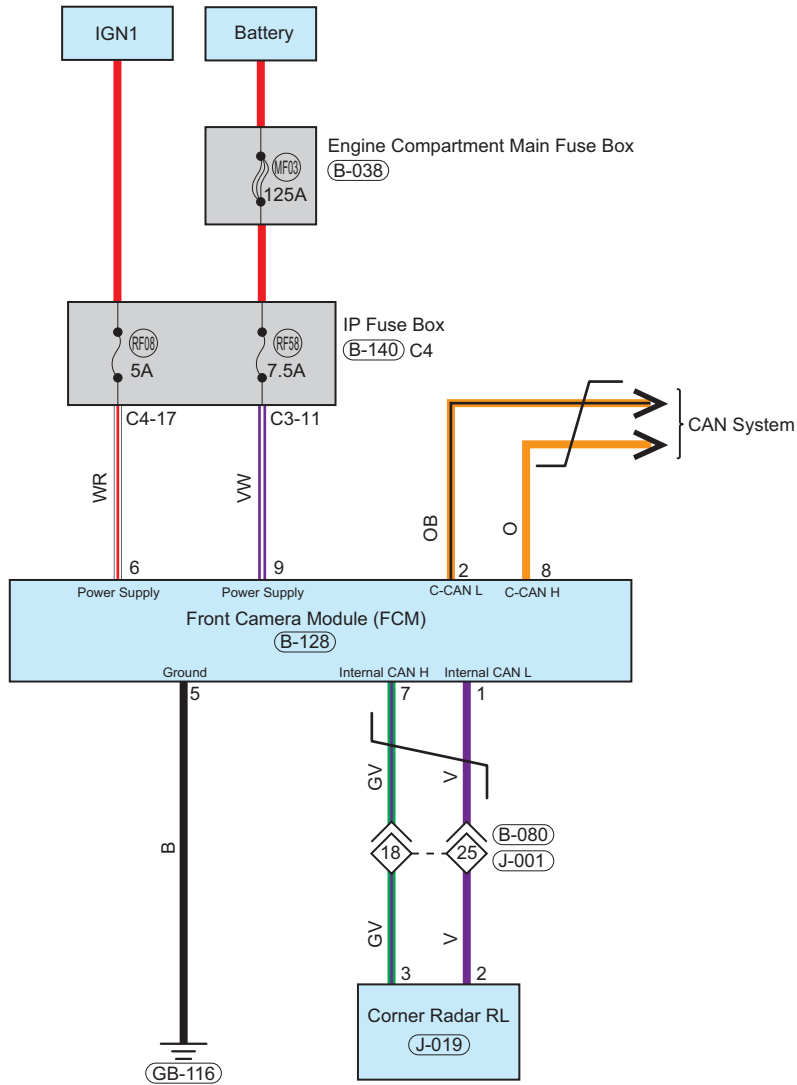 IGN1
Battery
Engine Compartment Main Fuse Box
B-038
MF03
125A
IP Fuse Box
B-140 C4
RF08
5A
RF58
7.5A
C4-17
C3-11
CAN System
WR
VW
OB
O
6
9
2
8
Power Supply
Power Supply
C-CAN L
C-CAN H
Front Camera Module (FCM)
B-128
Ground
Internal CAN H
Internal CAN L
5
7
1
GV
V
B
18
25
B-080
J-001
GV
V
3
2
Corner Radar RL
J-019
GB-116